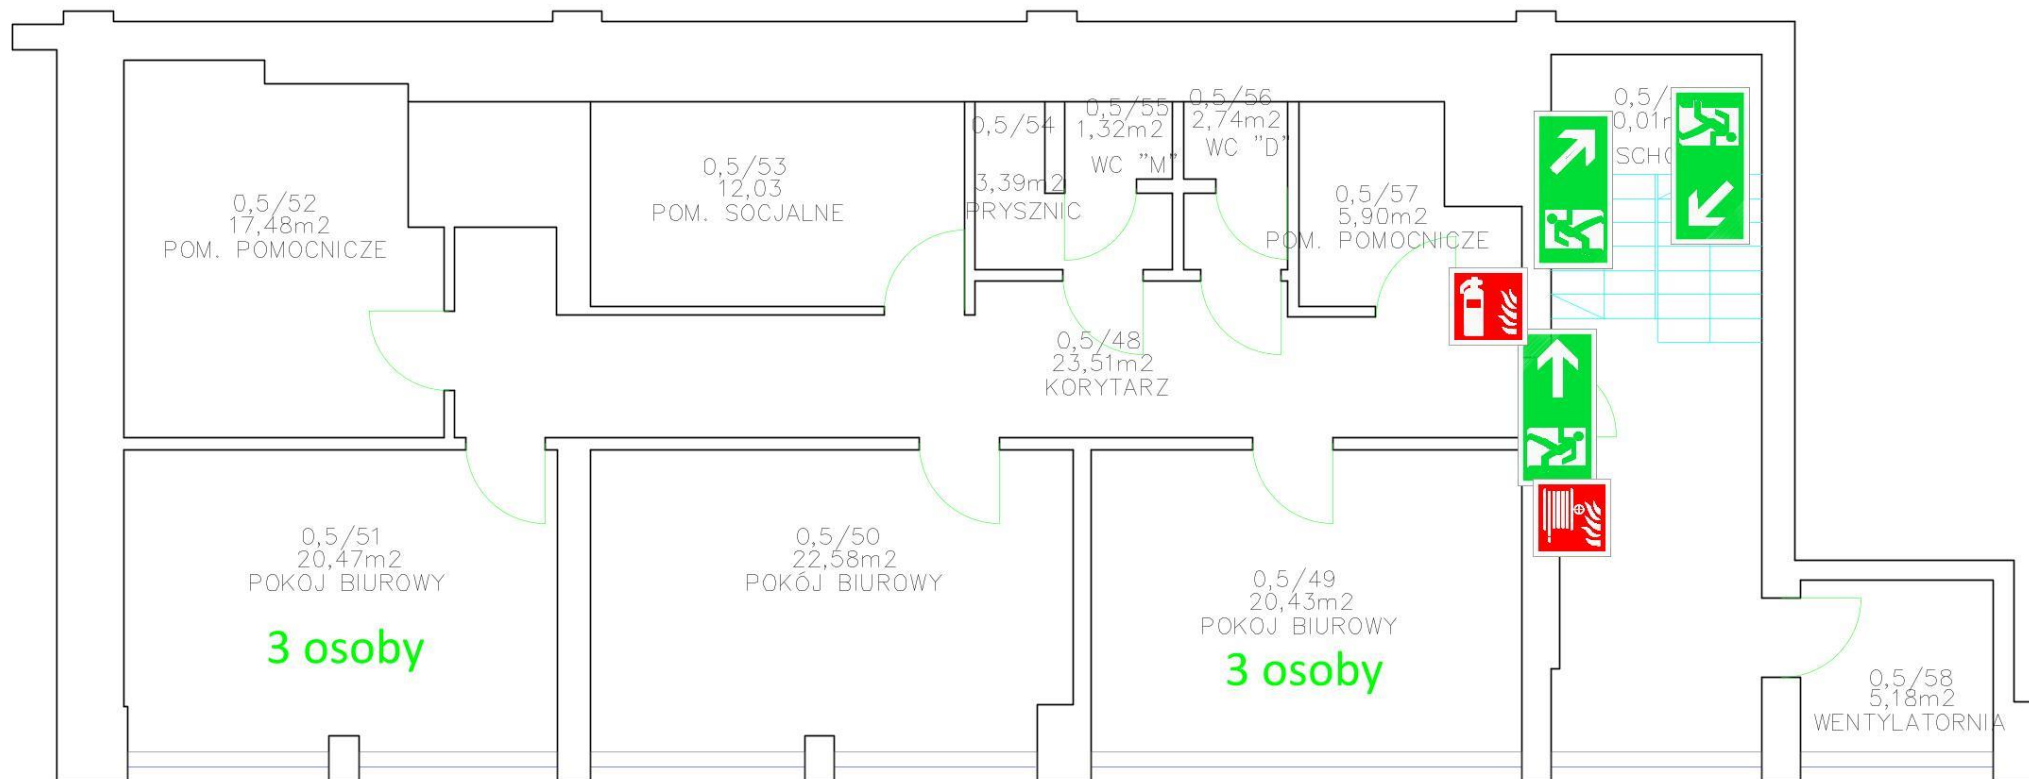 0,5/52
17,48m2
POM. POMOCNICZE
0,5/53
12,03
POM. SOCJALNE
0,5/54
3,39m2
PRYSZNIC
0,5/55
1,32m2
WC "M"
0,5/56
2,74m2
WC "D"
0,5/57
5,90m2
POM. POMOCNICZE
0,5/48
23,51m2
KORYTARZ
0,5/51
20,47m2
POKOJ BIUROWY
3 osoby
0,5/50
22,58m2
POKÓJ BIUROWY
0,5/49
20,43m2
POKOJ BIUROWY
3 osoby
0,5/58
5,18m2
WENTYLATORNIA